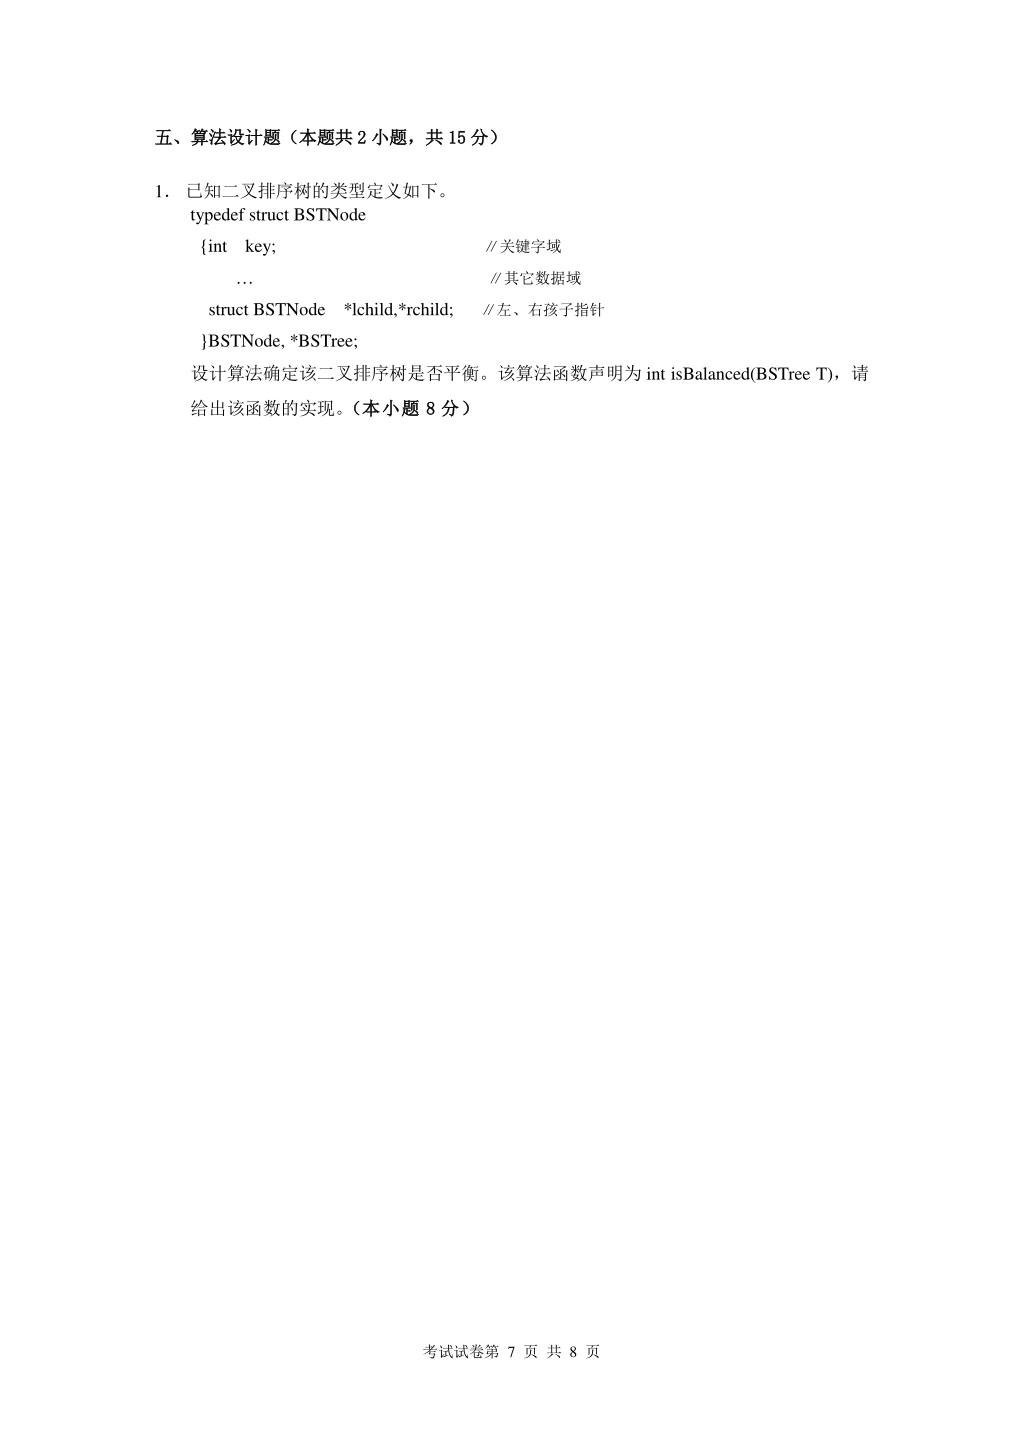 五、算法设计题（本题共 2 小题，共 15 分）
1． 已知二叉排序树的类型定义如下。
typedef struct BSTNode
{int key; ∥关键字域
… ∥其它数据域
struct BSTNode *lchild,*rchild; ∥左、右孩子指针
}BSTNode, *BSTree;
设计算法确定该二叉排序树是否平衡。该算法函数声明为 int isBalanced(BSTree T)，请
给出该函数的实现。（本小题 8 分）
考试试卷第 7 页 共 8 页